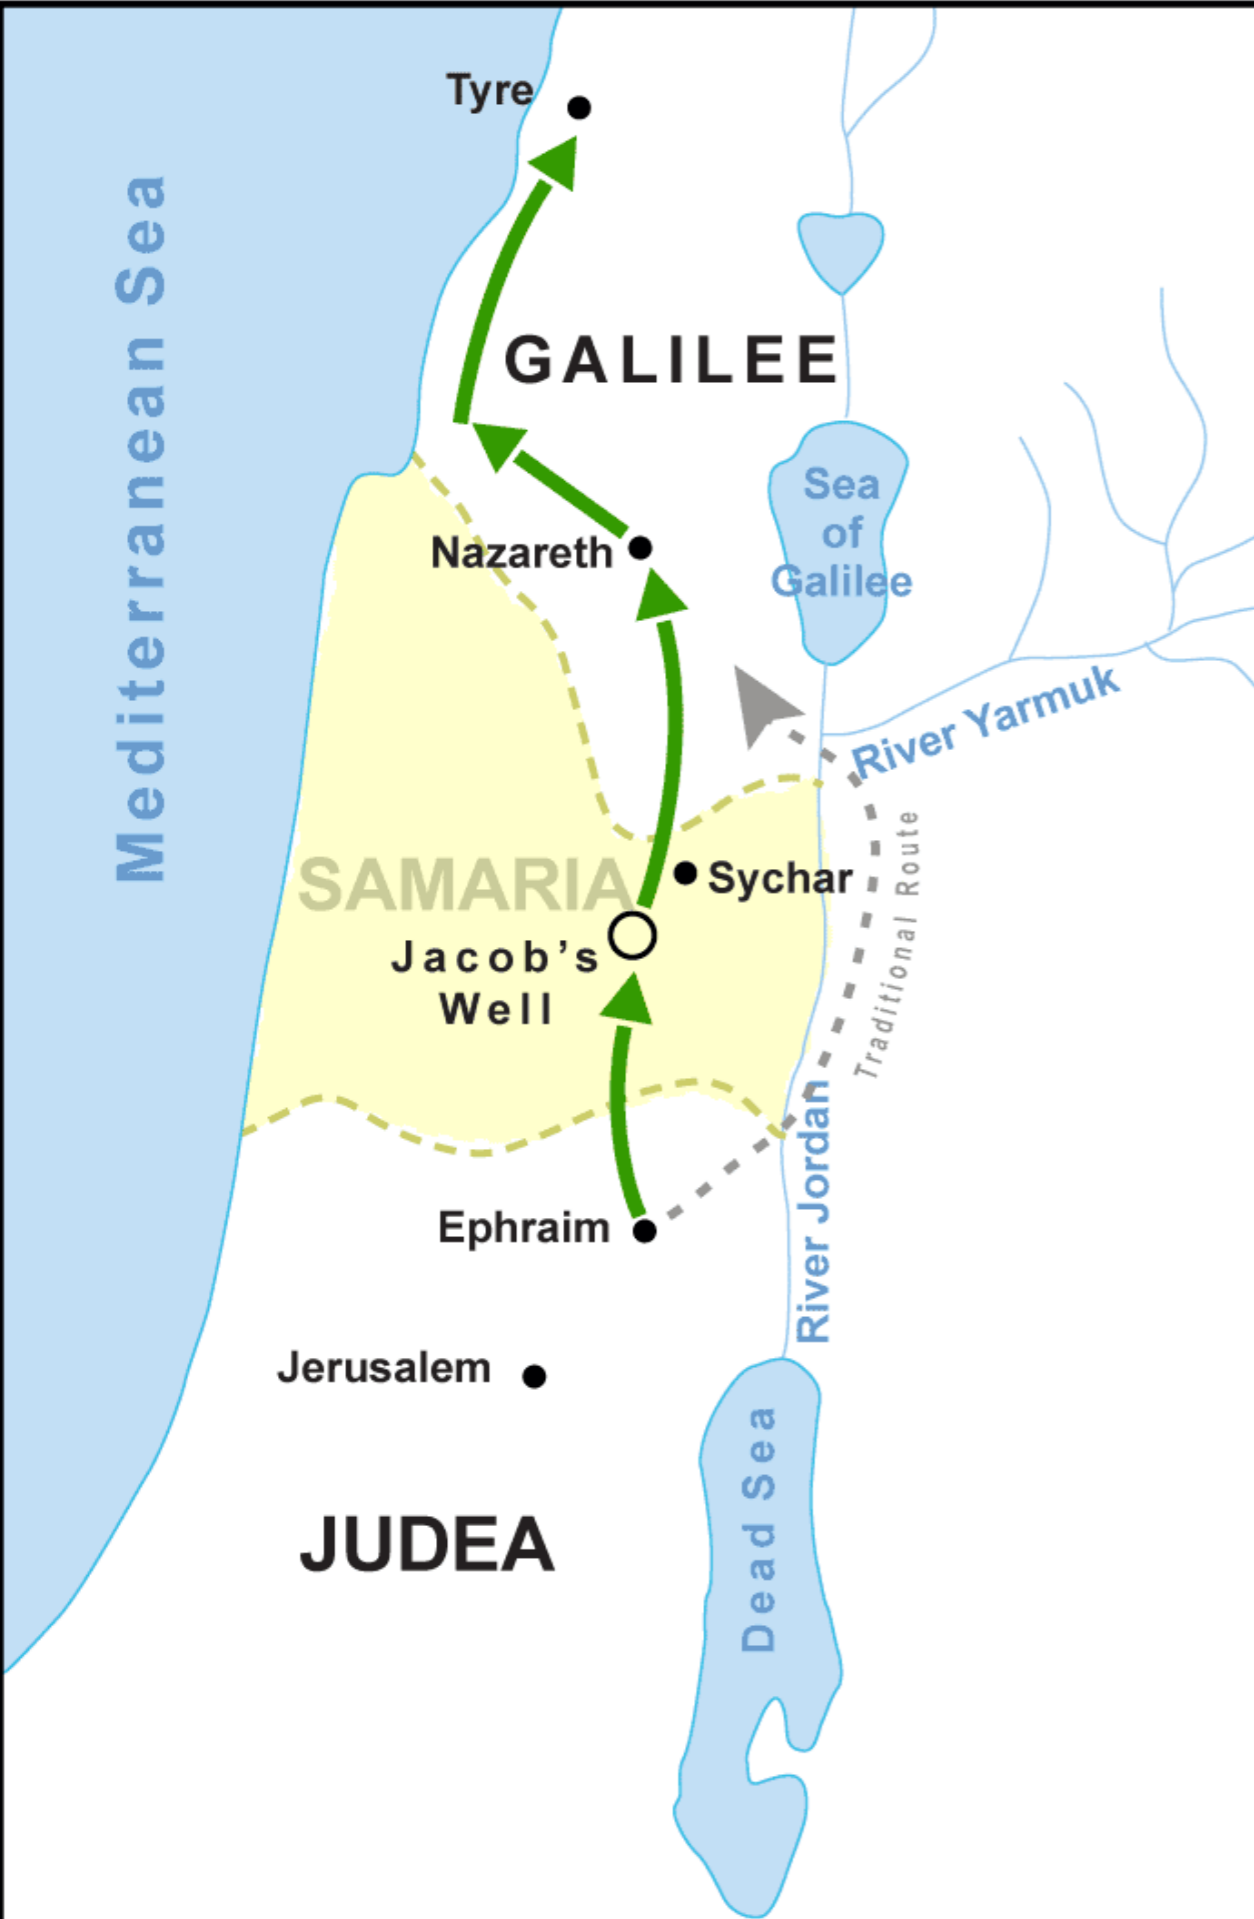 Tyre
Mediterranean Sea
GALILEE
Sea
of
Galilee
Nazareth
River Yarmuk
Traditional Route
SAMARIA
Sychar
Jacob's
Well
River Jordan
Ephraim
Jerusalem
Dead Sea
JUDEA